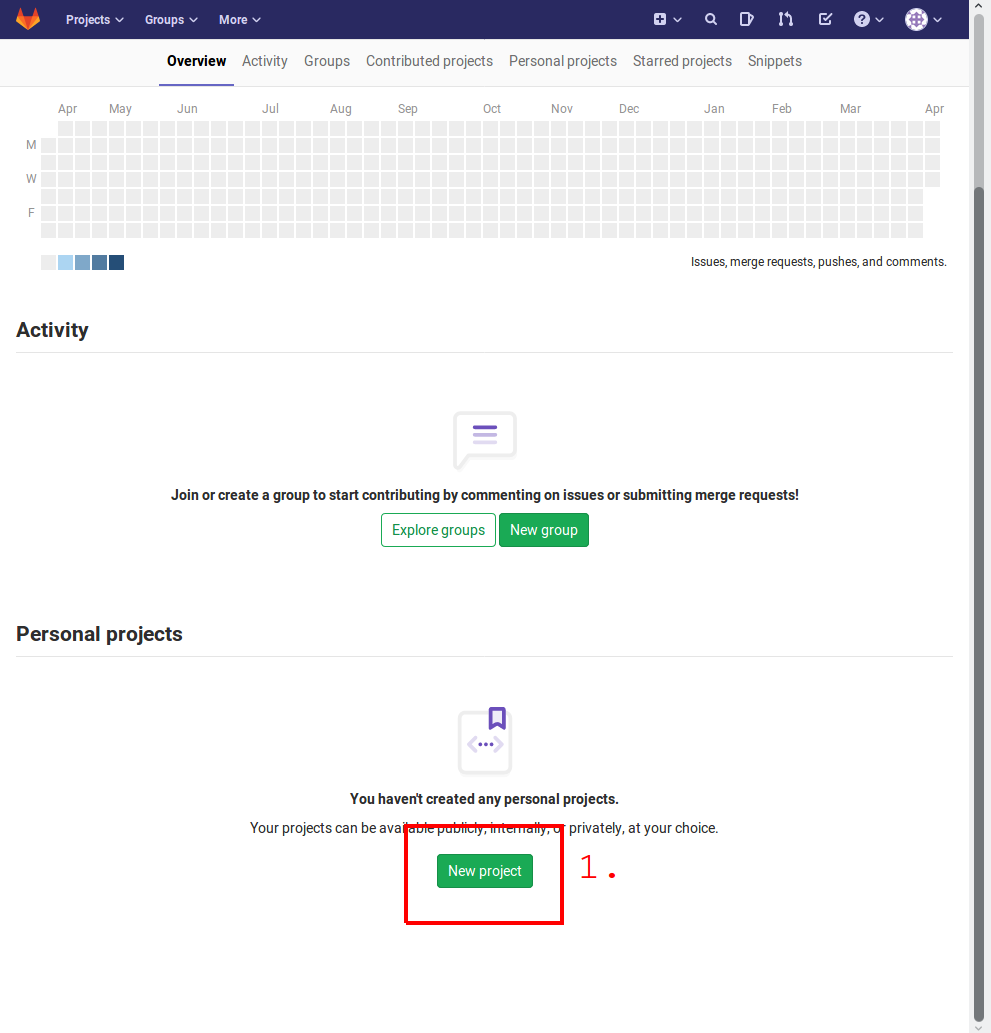 Projects Groups More
Overview Activity Groups Contributed projects Personal projects Starred projects Snippets
Apr May Jun Jul Aug Sep Oct Nov Dec Jan Feb Mar Apr
M
W
F
Issues, merge requests, pushes, and comments.
Activity
Join or create a group to start contributing by commenting on issues or submitting merge requests!
Explore groups New group
Personal projects
You haven't created any personal projects.
Your projects can be available publicly, internally, or privately, at your choice.
New project 1.